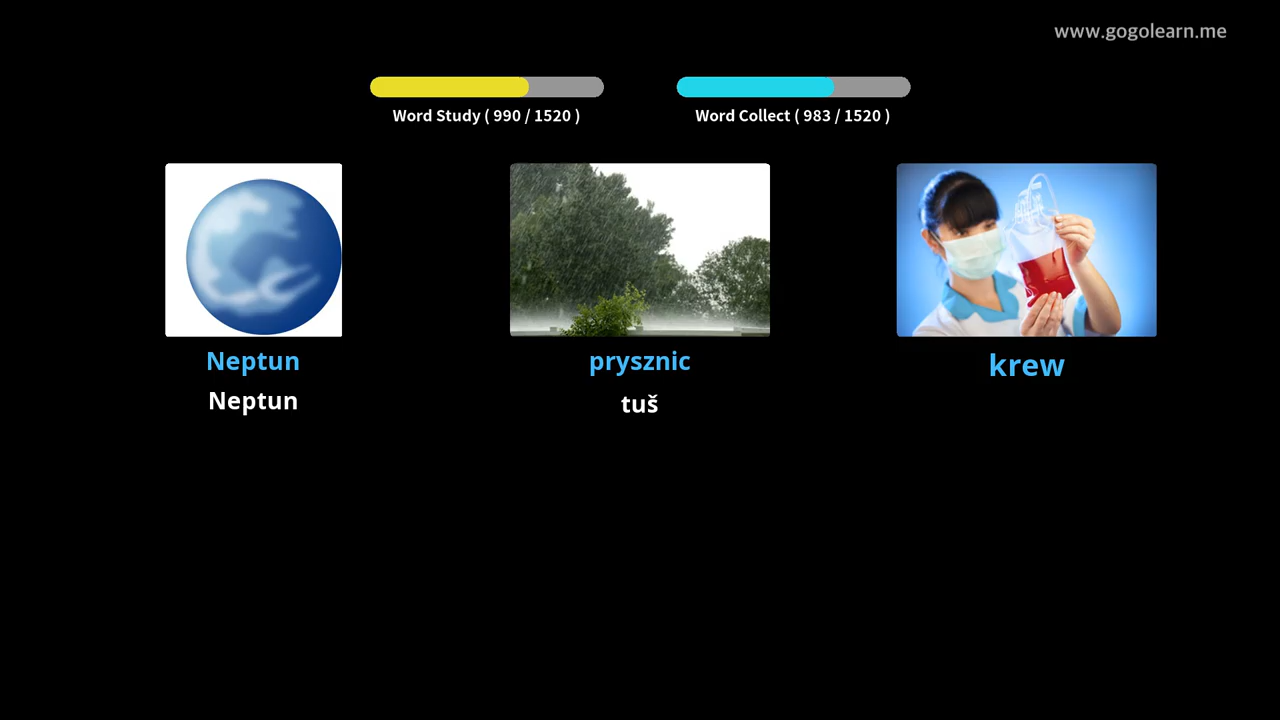 www.gogolearn.me
Word Study ( 990 / 1520 )
Word Collect ( 983 / 1520 )
Neptun
prysznic
krew
Neptun
tuš